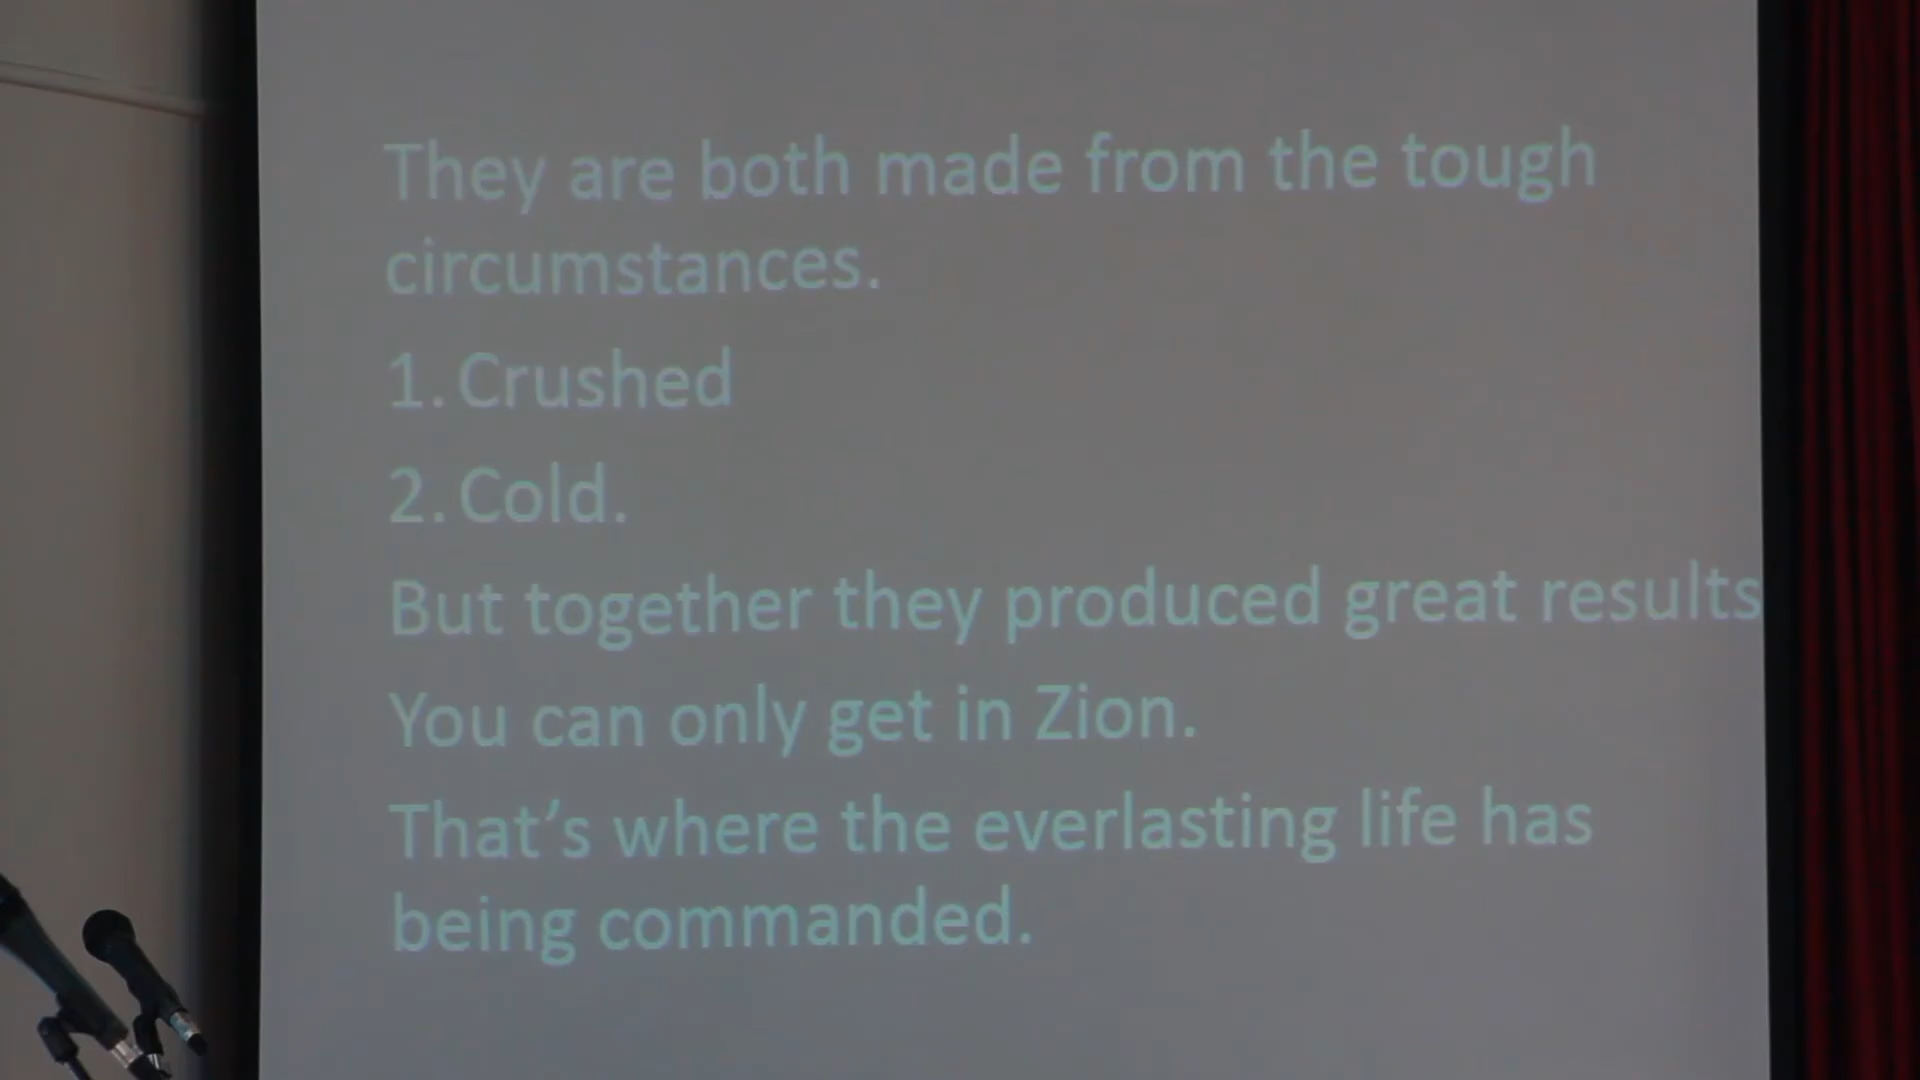 They are both made from the tough
circumstances.
1. Crushed
2. Cold.
But together they produced great results
You can only get in Zion.
That's where the everlasting life has
being commanded.